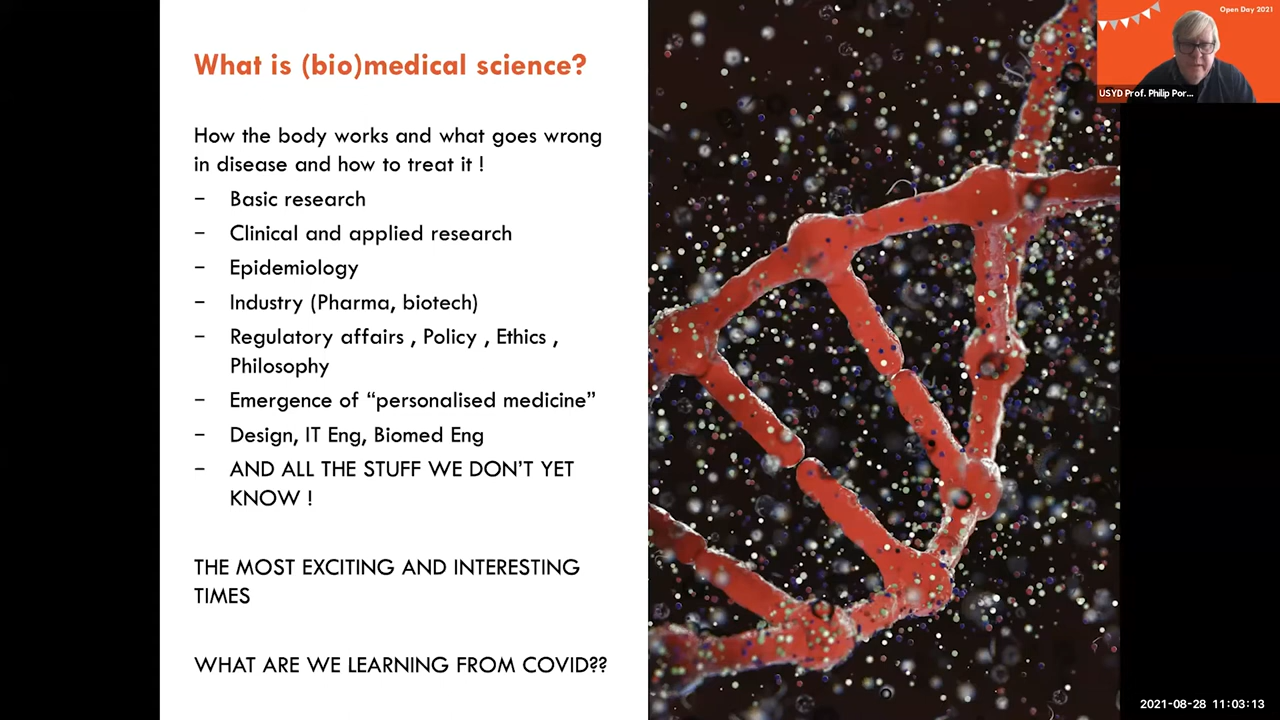 What is (bio)medical science?
How the body works and what goes wrong
in disease and how to treat it !
– Basic research
– Clinical and applied research
– Epidemiology
– Industry (Pharma, biotech)
– Regulatory affairs , Policy , Ethics ,
Philosophy
– Emergence of “personalised medicine”
– Design, IT Eng, Biomed Eng
– AND ALL THE STUFF WE DON’T YET
KNOW !
THE MOST EXCITING AND INTERESTING
TIMES
WHAT ARE WE LEARNING FROM COVID??
Open Day 2021
USYD Prof. Philip Por...
2021-08-28 11:03:13